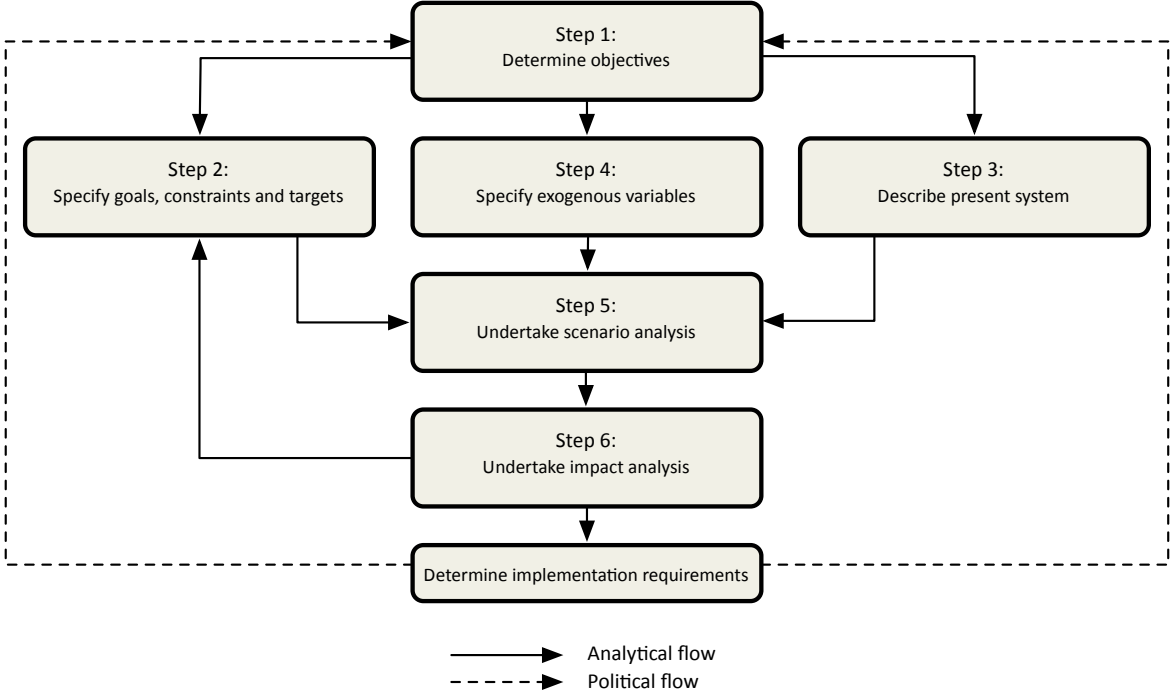 Step 1:
Determine objectives
Step 2:
Specify goals, constraints and targets
Step 4:
Specify exogenous variables
Step 3:
Describe present system
Step 5:
Undertake scenario analysis
Step 6:
Undertake impact analysis
Determine implementation requirements
Analytical flow
Political flow